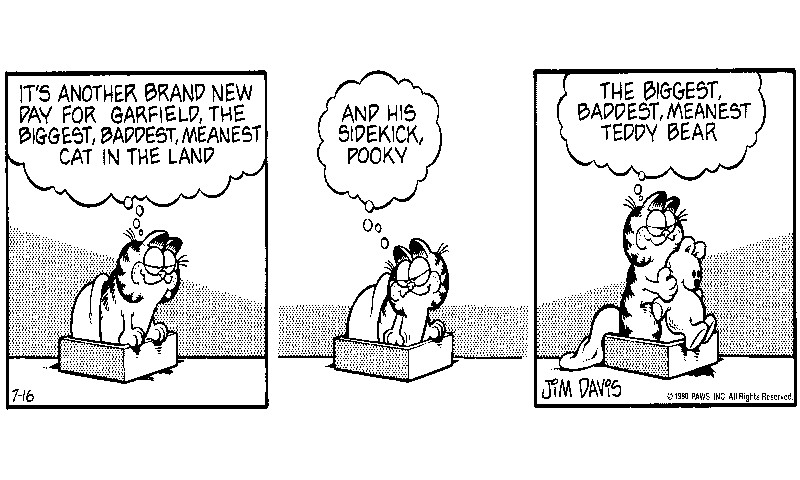 IT'S ANOTHER BRAND NEW
DAY FOR GARFIELD, THE
BIGGEST, BADDEST, MEANEST
CAT IN THE LAND
7-16
AND HIS
SIDEKICK,
POOKY
THE BIGGEST,
BADDEST, MEANEST
TEDDY BEAR
JIM DAVIS
© 1980 PAWS INC All Rights Reserved.